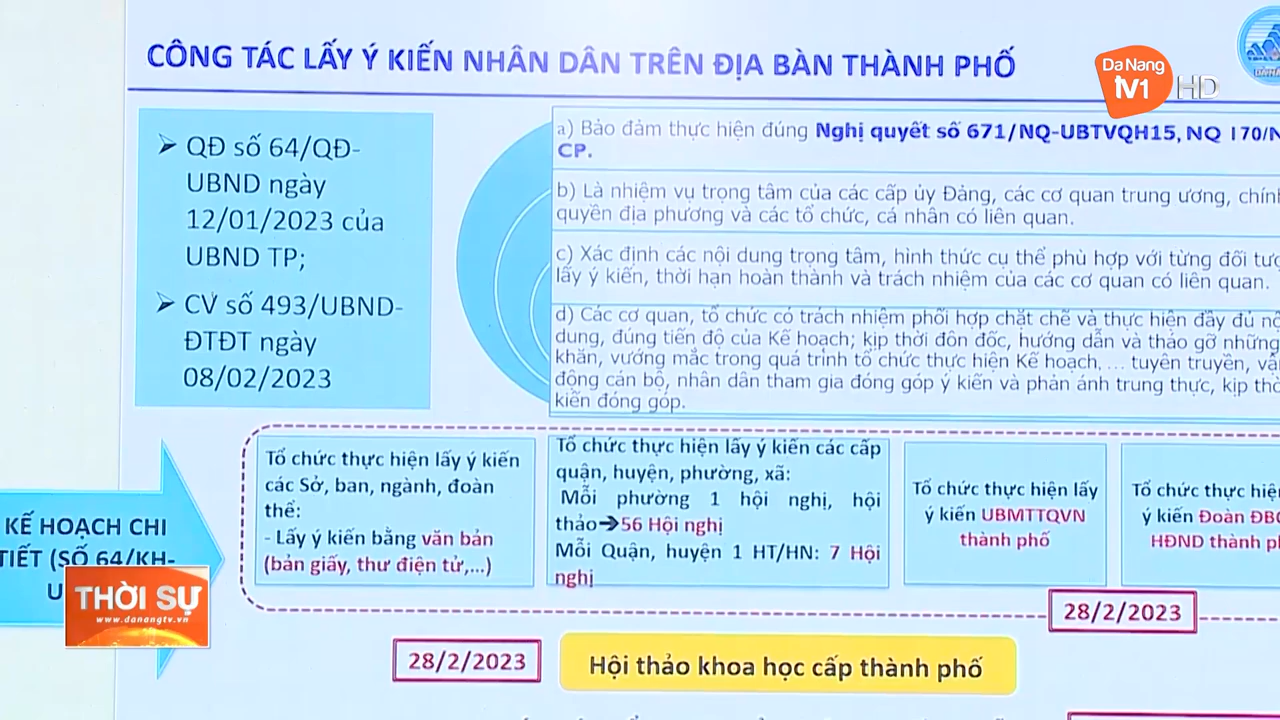 CÔNG TÁC LẤY Ý KIẾN NHÂN DÂN TRÊN ĐỊA BÀN THÀNH PHỐ
Da Nang
TV1
HD
➢ QĐ số 64/QĐ-
UBND ngày
12/01/2023 của
UBND TP;
➢ CV số 493/UBND-
ĐTĐT ngày
08/02/2023
a) Bảo đảm thực hiện đúng Nghị quyết số 671/NQ-UBTVQH15, NQ 170/N
CP.
b) Là nhiệm vụ trọng tâm của các cấp ủy Đảng, các cơ quan trung ương, chính
quyền địa phương và các tổ chức, cá nhân có liên quan.
c) Xác định các nội dung trọng tâm, hình thức cụ thể phù hợp với từng đối tượ
lấy ý kiến, thời hạn hoàn thành và trách nhiệm của các cơ quan có liên quan.
d) Các cơ quan, tổ chức có trách nhiệm phối hợp chặt chẽ và thực hiện đầy đủ nộ
dung, đúng tiến độ của Kế hoạch; kịp thời đôn đốc, hướng dẫn và tháo gỡ những
khăn, vướng mắc trong quá trình tổ chức thực hiện Kế hoạch, ... tuyên truyền, vậ
động cán bộ, nhân dân tham gia đóng góp ý kiến và phản ánh trung thực, kịp thờ
kiến đóng góp.
KẾ HOẠCH CHI
TIẾT (SỐ 64/KH-
U
Tổ chức thực hiện lấy ý kiến
các Sở, ban, ngành, đoàn
thể:
- Lấy ý kiến bằng văn bản
(bản giấy, thư điện tử,...)
Tổ chức thực hiện lấy ý kiến các cấp
quận, huyện, phường, xã:
Mỗi phường 1 hội nghị, hội
thảo➔56 Hội nghị
Mỗi Quận, huyện 1 HT/HN: 7 Hội
nghị
Tổ chức thực hiện lấy
ý kiến UBMTTQVN
thành phố
Tổ chức thực hiệ
ý kiến Đoàn ĐBQ
HĐND thành ph
THỜI SỰ
www.danangtv.vn
28/2/2023
28/2/2023
Hội thảo khoa học cấp thành phố